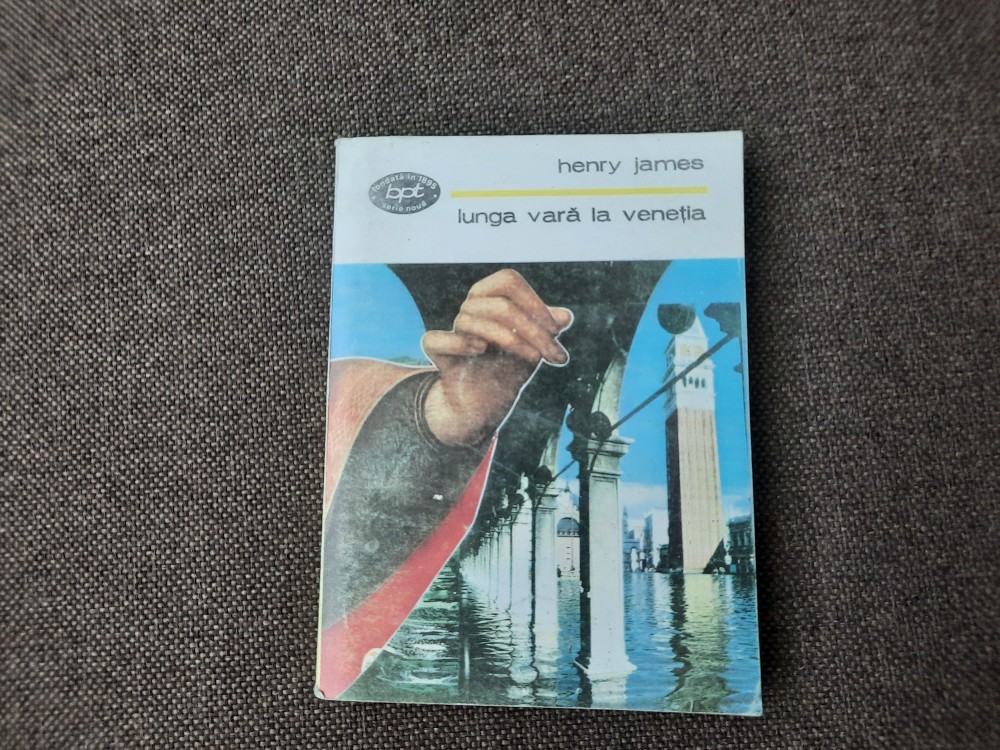 henry james
fondată în 1895
bpt
serie nouă
lunga vară la veneția